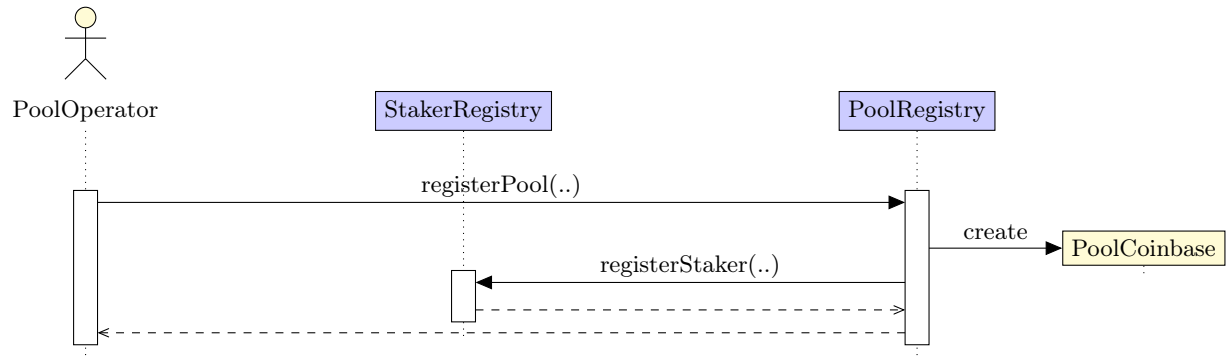 PoolOperator
StakerRegistry
PoolRegistry
registerPool(..)
create
PoolCoinbase
registerStaker(..)